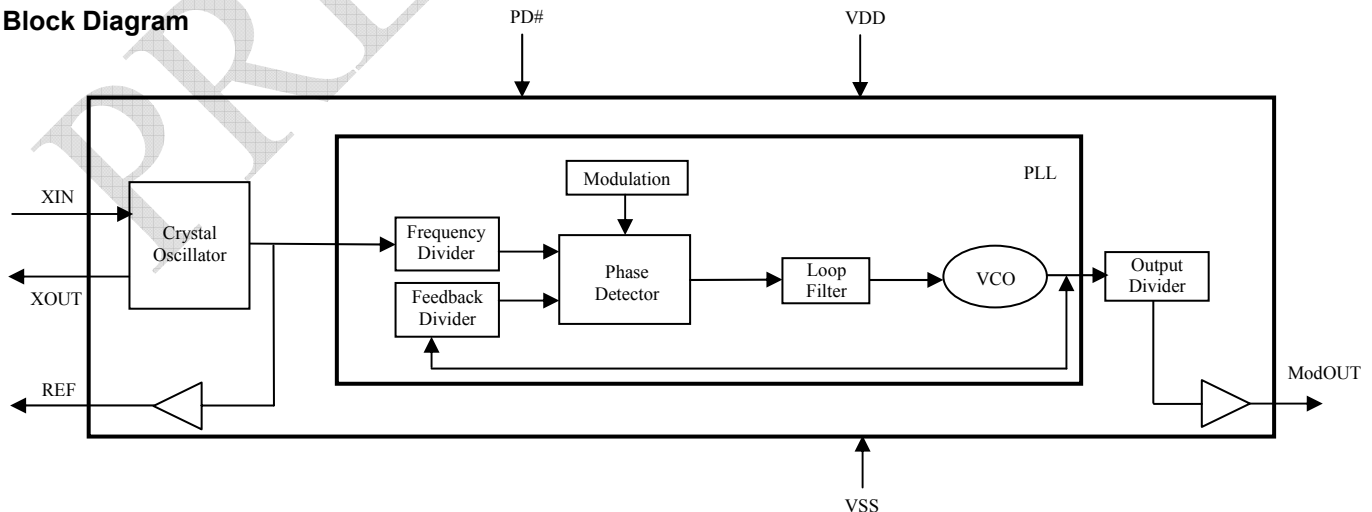 Block Diagram
PD#
VDD
PLL
Modulation
XIN
Crystal
Oscillator
Frequency
Divider
Phase
Detector
Loop
Filter
VCO
Output
Divider
XOUT
Feedback
Divider
REF
ModOUT
VSS